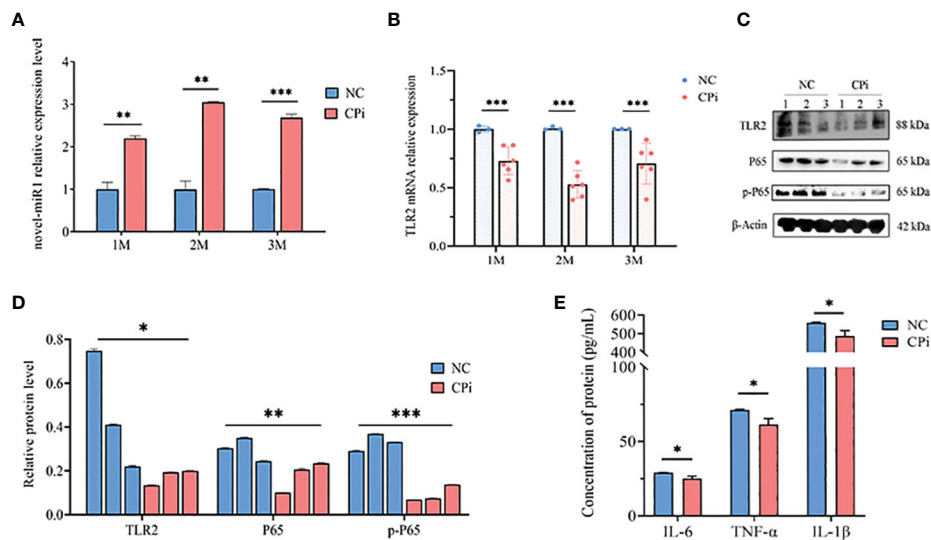 A
novel-miR1 relative expression level
4
3
2
1
0
** ** ***
NC
CPi
1M 2M 3M
B
TLR2 mRNA relative expression
1.5
1.0
0.5
0.0
*** *** ***
NC
CPi
1M 2M 3M
C
NC CPi
1 2 3 1 2 3
TLR2 88 kDa
P65 65 kDa
p-P65 65 kDa
β-Actin 42 kDa
D
Relative protein level
0.8
0.6
0.4
0.2
0.0
* ** ***
NC
CPi
TLR2 P65 p-P65
E
Concentration of protein (pg/mL)
600
500
400
100
50
25
* * *
NC
CPi
IL-6 TNF-α IL-1β